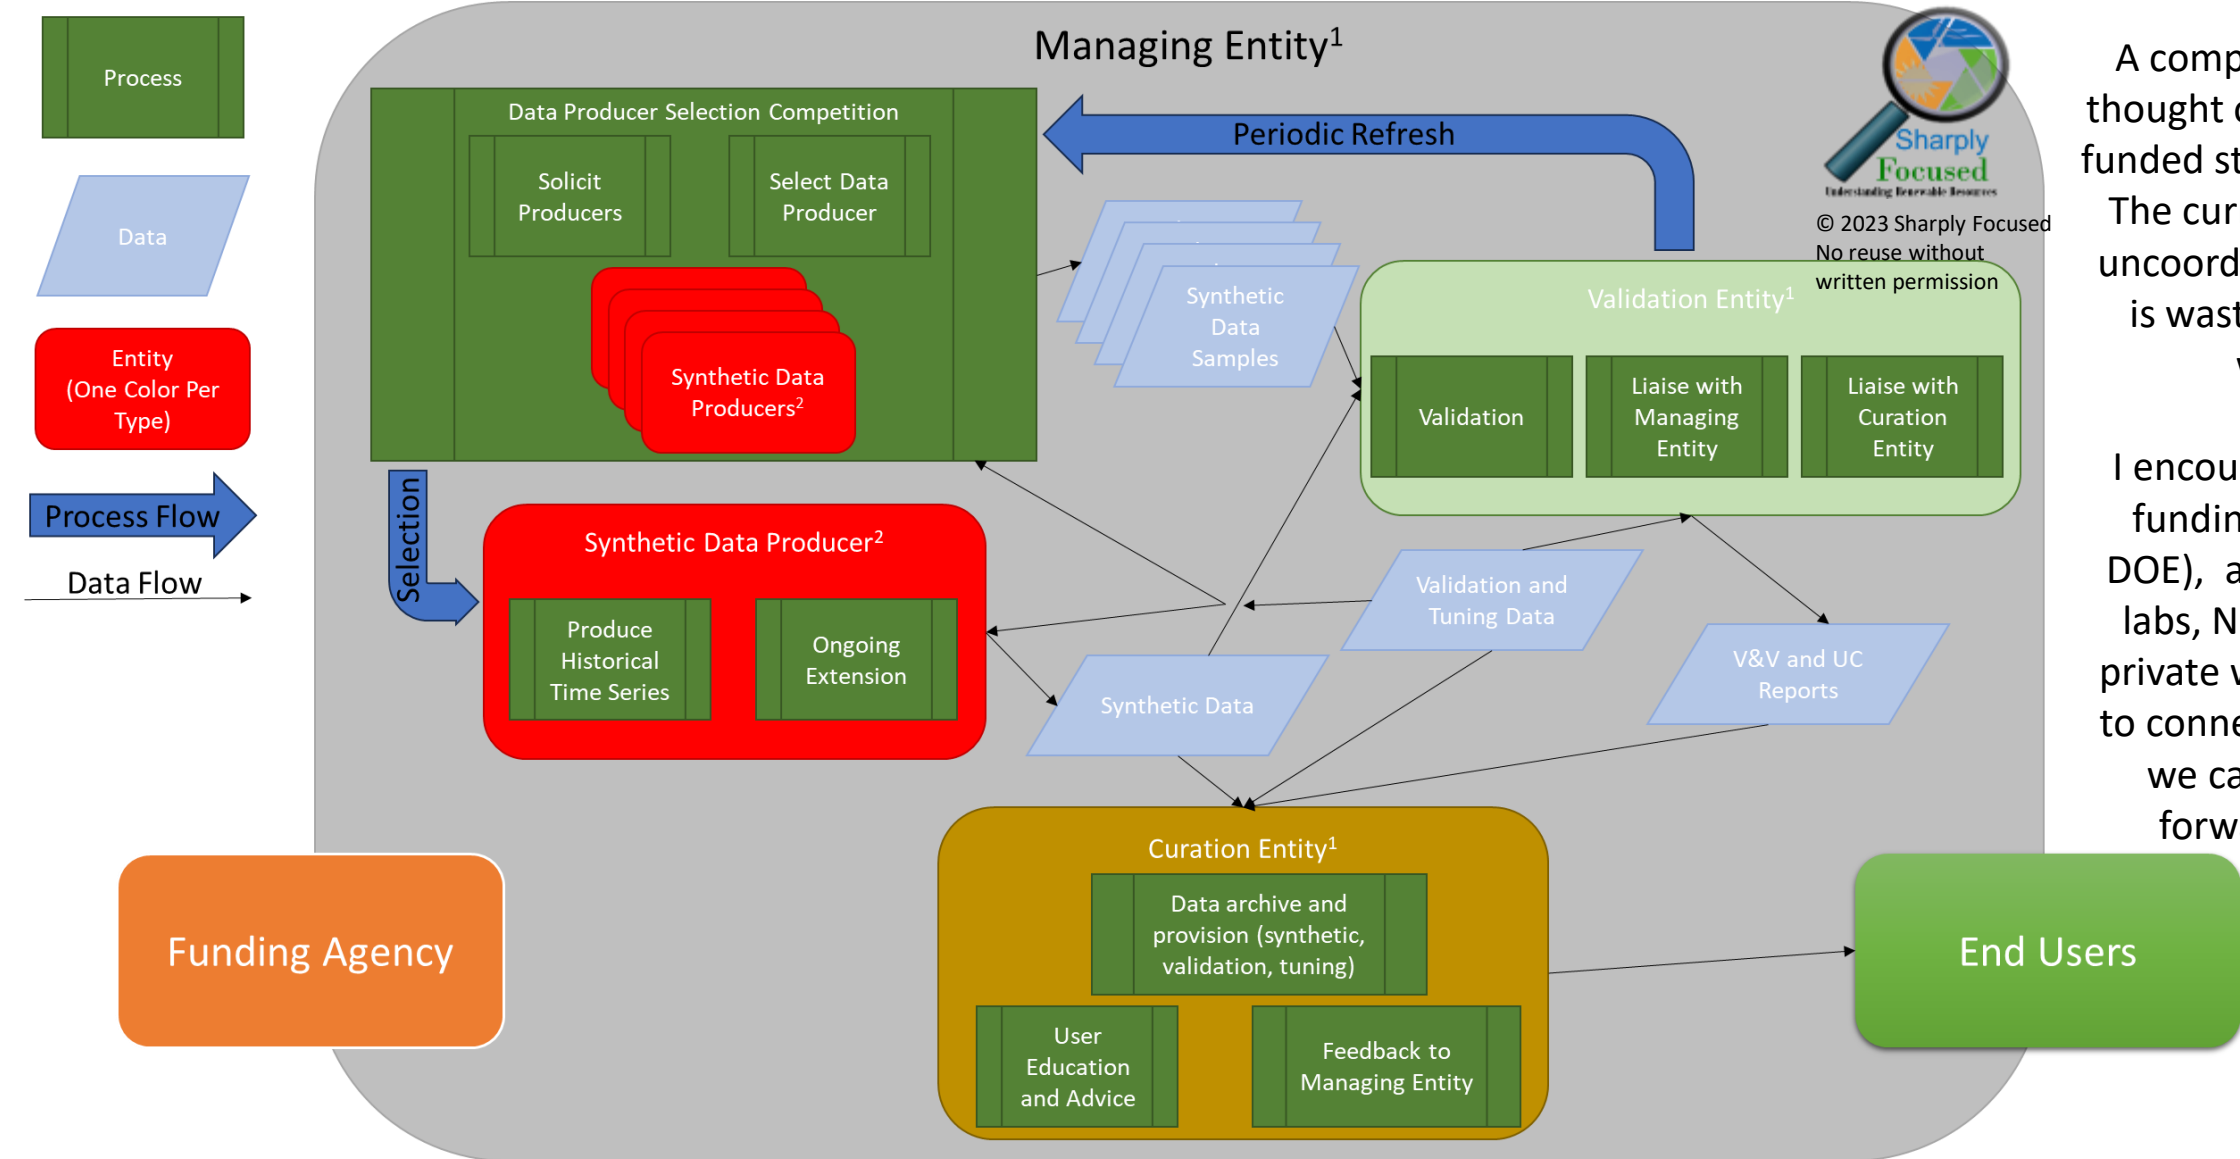 Process
Data
Entity
(One Color Per
Type)
Process Flow
Data Flow
Managing Entity¹
Data Producer Selection Competition
Solicit
Producers
Select Data
Producer
Synthetic Data
Producers²
Periodic Refresh
Sharply
Focused
Understanding Renewable Resources
© 2023 Sharply Focused
No reuse without
written permission
Synthetic
Data
Samples
Validation Entity¹
Validation
Liaise with
Managing
Entity
Liaise with
Curation
Entity
Selection
Synthetic Data Producer²
Produce
Historical
Time Series
Ongoing
Extension
Validation and
Tuning Data
Synthetic Data
V&V and UC
Reports
Curation Entity¹
Data archive and
provision (synthetic,
validation, tuning)
User
Education
and Advice
Feedback to
Managing Entity
Funding Agency
End Users
A comp
thought
funded st
The cur
uncoord
is wast
I encou
fundin
DOE), a
labs, N
private
to conne
we ca
forw